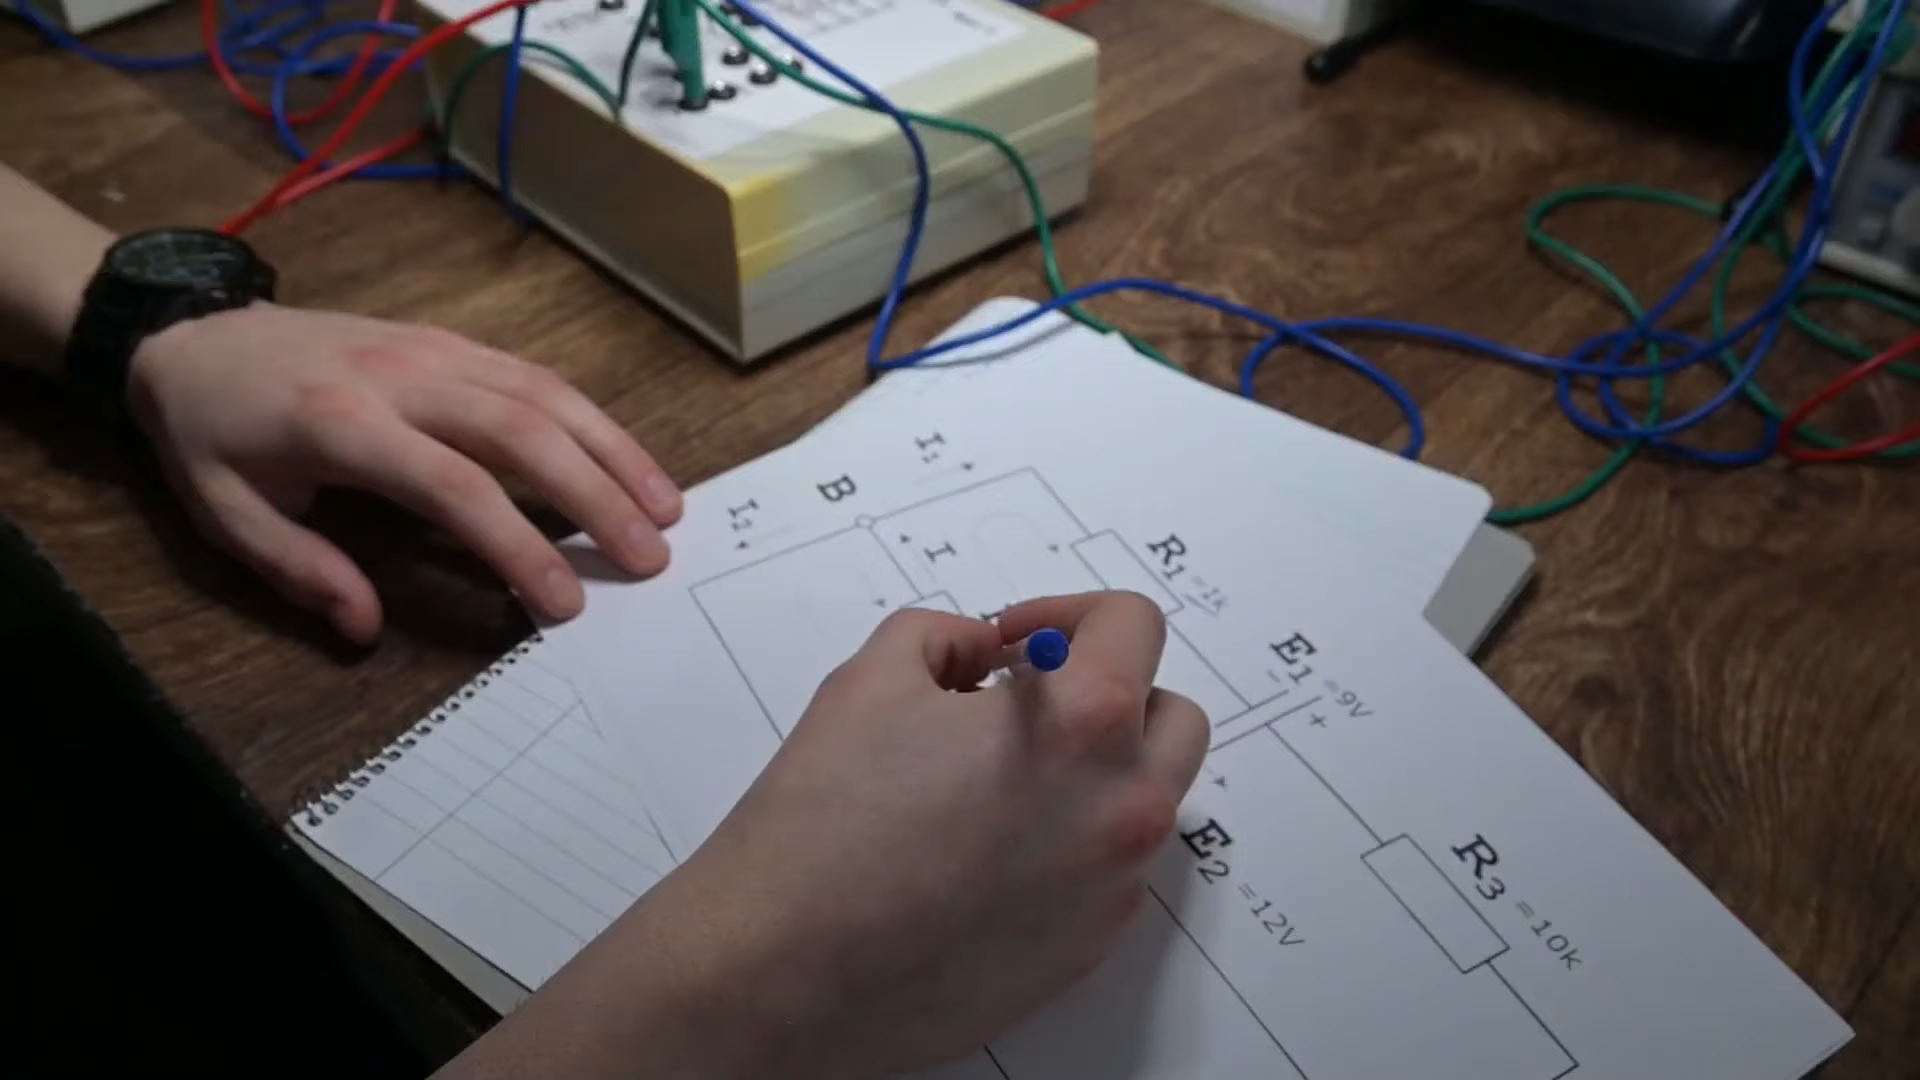 I₁
B
I₂
I
R₁ =1k
E₁ =9V
-
+
E₂ =12V
R₃ =10k